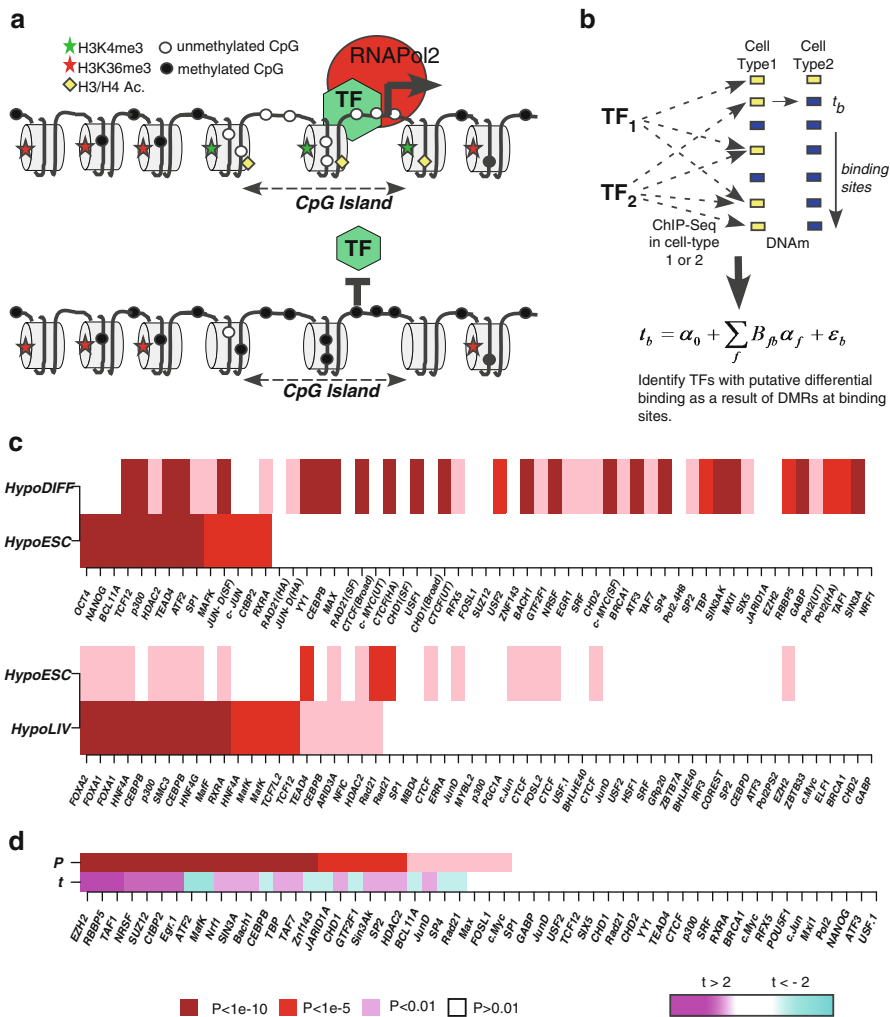 a
H3K4me3
H3K36me3
H3/H4 Ac.
unmethylated CpG
methylated CpG
RNAPol2
TF
CpG Island
TF
CpG Island
b
Cell Type1
Cell Type2
TF1
TF2
tb
binding sites
ChIP-Seq in cell-type 1 or 2
DNAm
t_b = α_0 + ∑_f B_fb α_f + ε_b
Identify TFs with putative differential
binding as a result of DMRs at binding
sites.
c
HypoDIFF
HypoESC
OCT4 NANOG BCL11A TCF12 p300 HDAC2 TEAD4 ATF2 SP1 MAFK JUN-D(SF) c-JUN CtBP2 RXRA RAD21(HA) JUN-D(HA) YY1 CEBPB MAX RAD21(SF) CTCF(Broad) c-MYC(UT) CTCF(HA) CHD1(SF) USF1 CHD1(Broad) CTCF(UT) RFX5 FOSL1 SUZ12 USF2 ZNF143 BACH1 GTF2F1 NRSF EGR1 SRF CHD2 c-MYC(SF) BRCA1 ATF3 TAF7 SP4 Pol2.4H8 SP2 TBP SIN3AK MXI1 SIX5 JARID1A EZH2 RBBP5 GABP Pol2(UT) Pol2(HA) TAF1 SIN3A NRF1
HypoESC
HypoLIV
FOXA2 FOXA1 FOXA1 HNF4A CEBPB p300 SMC3 CEBPB HNF4G MafF RXRA HNF4A MafK MafK TCF7L2 TCF12 TEAD4 CEBPB ARID3A NFIC HDAC2 Rad21 Rad21 SP1 MBD4 CTCF ERRA JunD MYBL2 p300 PGC1A c.Jun CTCF FOSL2 CTCF USF.1 BHLHE40 CTCF JunD USF2 HSF1 SRF GRp20 ZBTB7A BHLHE40 IRF3 COREST SP2 CEBPD ATF3 Pol2PS2 EZH2 ZBTB33 c.Myc ELF1 BRCA1 CHD2 GABP
d
P
t
EZH2 RBBP5 TAF1 NRSF SUZ12 CtBP2 Egr.1 ATF2 MafK Nrf1 SIN3A Bach1 CEBPB TBP TAF7 Znf143 JARID1A CHD1 GTF2F1 Sin3Ak SP2 HDAC2 BCL11A JunD SP4 Rad21 Max FOSL1 c.Myc SP1 GABP JunD USF2 TCF12 SIX5 CHD1 Rad21 CHD2 YY1 TEAD4 CTCF p300 SRF RXRA BRCA1 c.Myc RFX5 POU5F1 c.Jun Mxi1 Pol2 NANOG ATF3 USF.1
P<1e-10
P<1e-5
P<0.01
P>0.01
t > 2
t < - 2